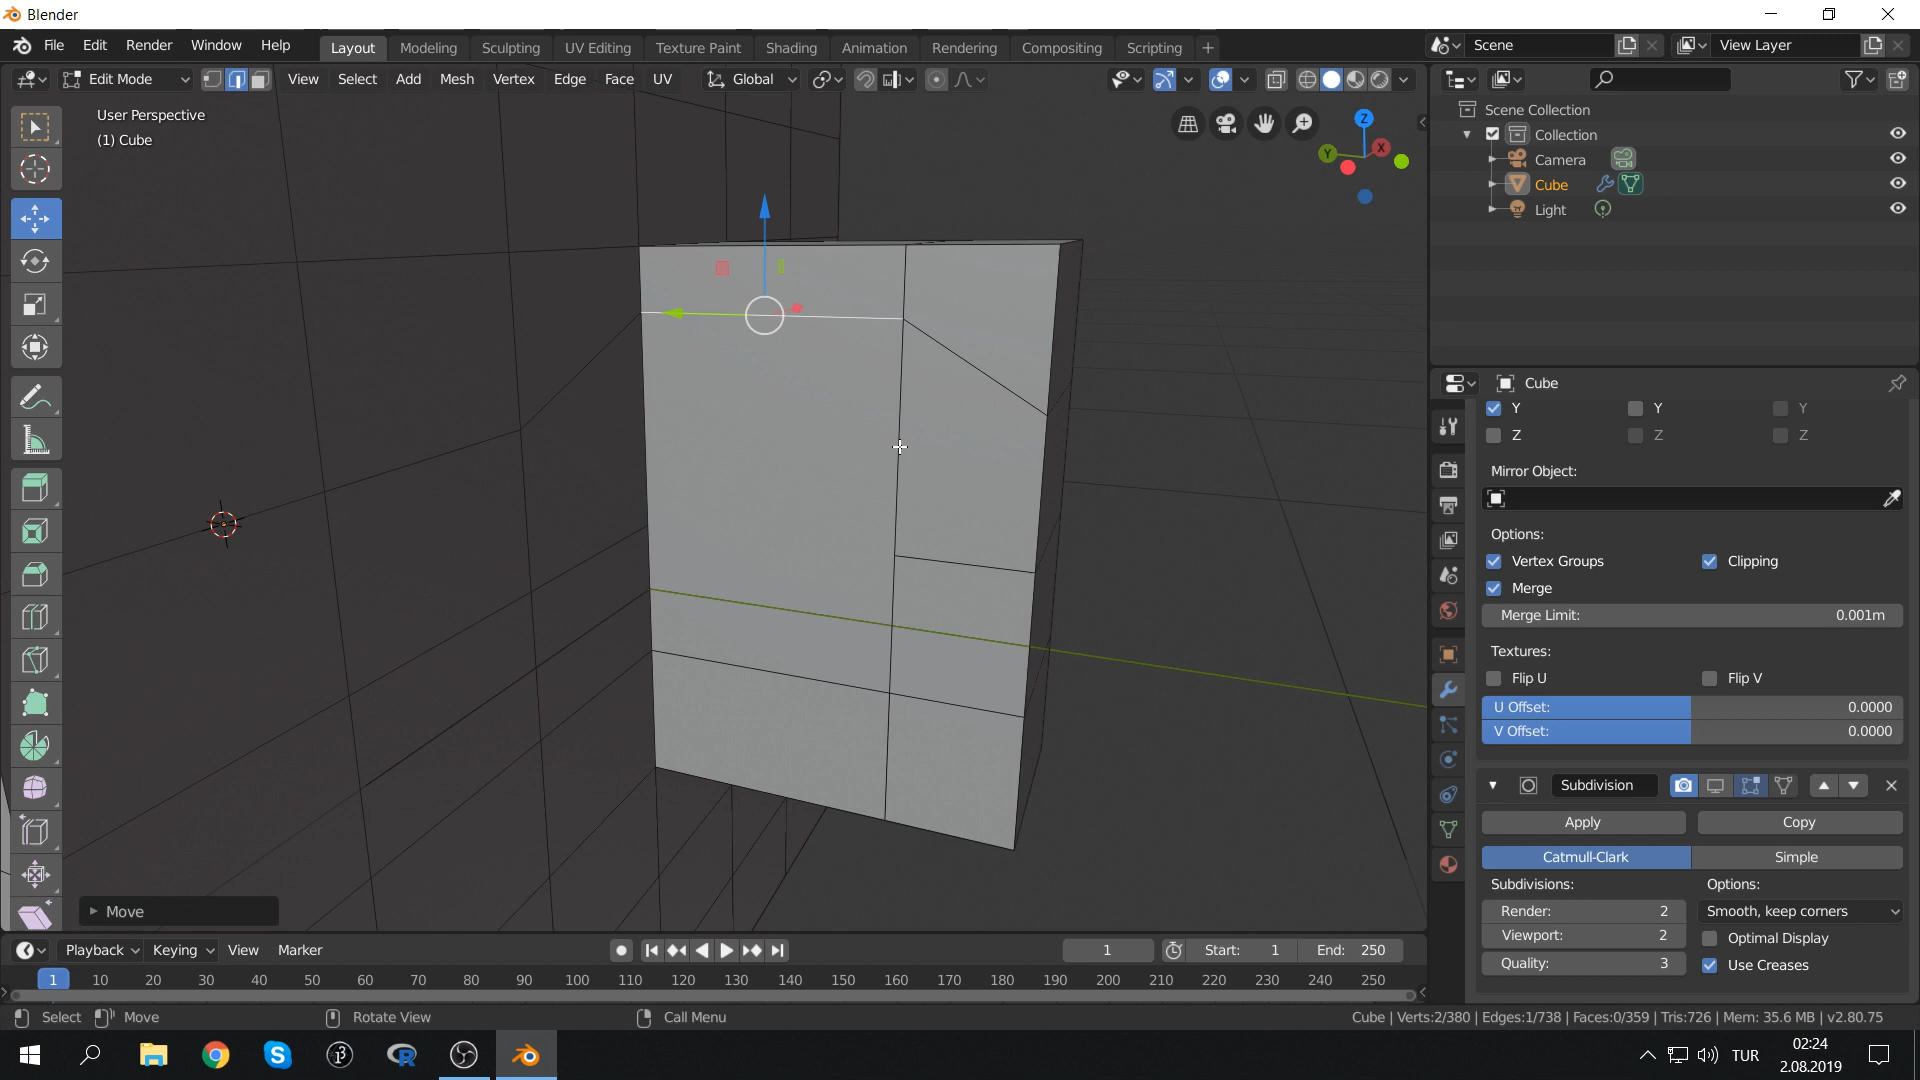 Blender
File Edit Render Window Help
Layout Modeling Sculpting UV Editing Texture Paint Shading Animation Rendering Compositing Scripting +
Scene
View Layer
Edit Mode View Select Add Mesh Vertex Edge Face UV Global
User Perspective
(1) Cube
Z
Y
X
Scene Collection
Collection
Camera
Cube
Light
Cube
Y Y Y
Z Z Z
Mirror Object:
Options:
Vertex Groups Clipping
Merge
Merge Limit: 0.001m
Textures:
Flip U Flip V
U Offset: 0.0000
V Offset: 0.0000
Subdivision
Apply Copy
Catmull-Clark Simple
Subdivisions: Options:
Render: 2 Smooth, keep corners
Viewport: 2 Optimal Display
Quality: 3 Use Creases
Move
Playback Keying View Marker
1 Start: 1 End: 250
1 10 20 30 40 50 60 70 80 90 100 110 120 130 140 150 160 170 180 190 200 210 220 230 240 250
Select Move Rotate View Call Menu
Cube | Verts:2/380 | Edges:1/738 | Faces:0/359 | Tris:726 | Mem: 35.6 MB | v2.80.75
TUR
02:24
2.08.2019